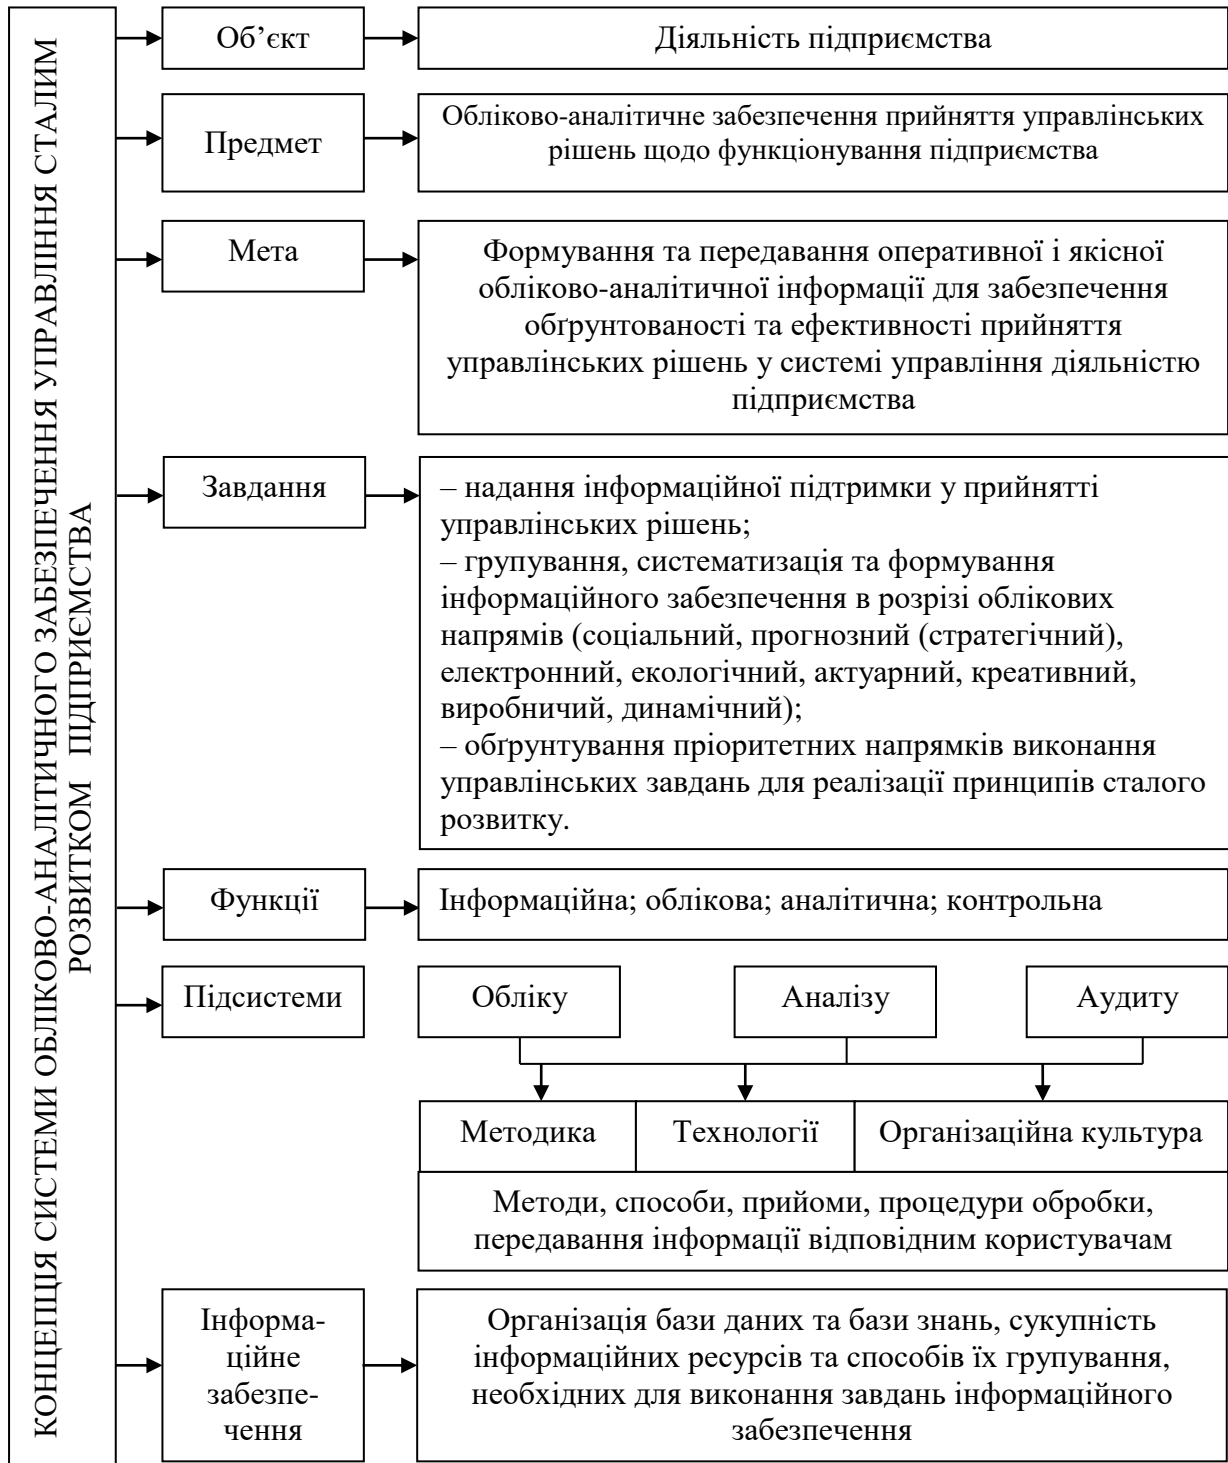 КОНЦЕПЦІЯ СИСТЕМИ ОБЛІКОВО-АНАЛІТИЧНОГО ЗАБЕЗПЕЧЕННЯ УПРАВЛІННЯ СТАЛИМ
РОЗВИТКОМ ПІДПРИЄМСТВА
Об’єкт
Діяльність підприємства
Предмет
Обліково-аналітичне забезпечення прийняття управлінських
рішень щодо функціонування підприємства
Мета
Формування та передавання оперативної і якісної
обліково-аналітичної інформації для забезпечення
обґрунтованості та ефективності прийняття
управлінських рішень у системі управління діяльністю
підприємства
Завдання
– надання інформаційної підтримки у прийнятті
управлінських рішень;
– групування, систематизація та формування
інформаційного забезпечення в розрізі облікових
напрямів (соціальний, прогнозний (стратегічний),
електронний, екологічний, актуарний, креативний,
виробничий, динамічний);
– обґрунтування пріоритетних напрямків виконання
управлінських завдань для реалізації принципів сталого
розвитку.
Функції
Інформаційна; облікова; аналітична; контрольна
Підсистеми
Обліку
Аналізу
Аудиту
Методика
Технології
Організаційна культура
Методи, способи, прийоми, процедури обробки,
передавання інформації відповідним користувачам
Інформа-
ційне
забезпе-
чення
Організація бази даних та бази знань, сукупність
інформаційних ресурсів та способів їх групування,
необхідних для виконання завдань інформаційного
забезпечення